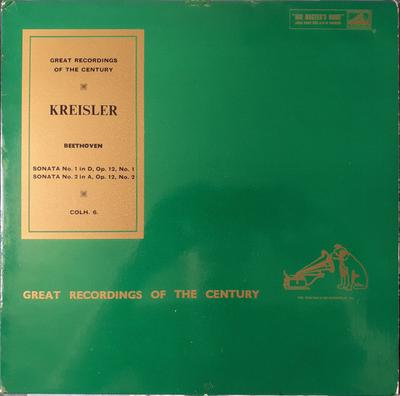 "HIS MASTER'S VOICE"
GREAT RECORDINGS
OF THE CENTURY
KREISLER
BEETHOVEN
SONATA No. 1 in D, Op. 12, No. 1
SONATA No. 2 in A, Op. 12, No. 2
COLH. 6.
GREAT RECORDINGS OF THE CENTURY